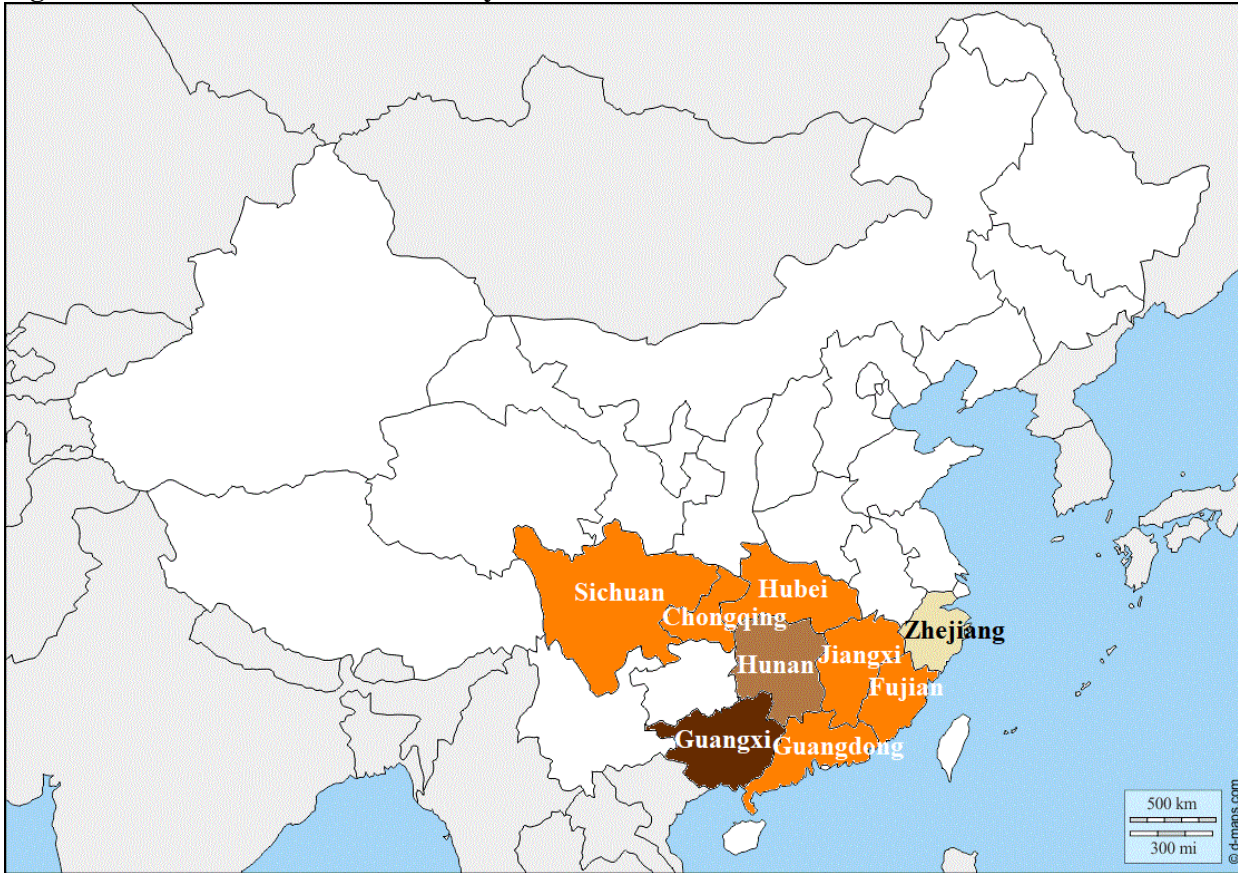 Sichuan
Hubei
Chongqing
Zhejiang
Hunan
Jiangxi
Fujian
Guangxi
Guangdong
500 km
300 mi
© d-maps.com